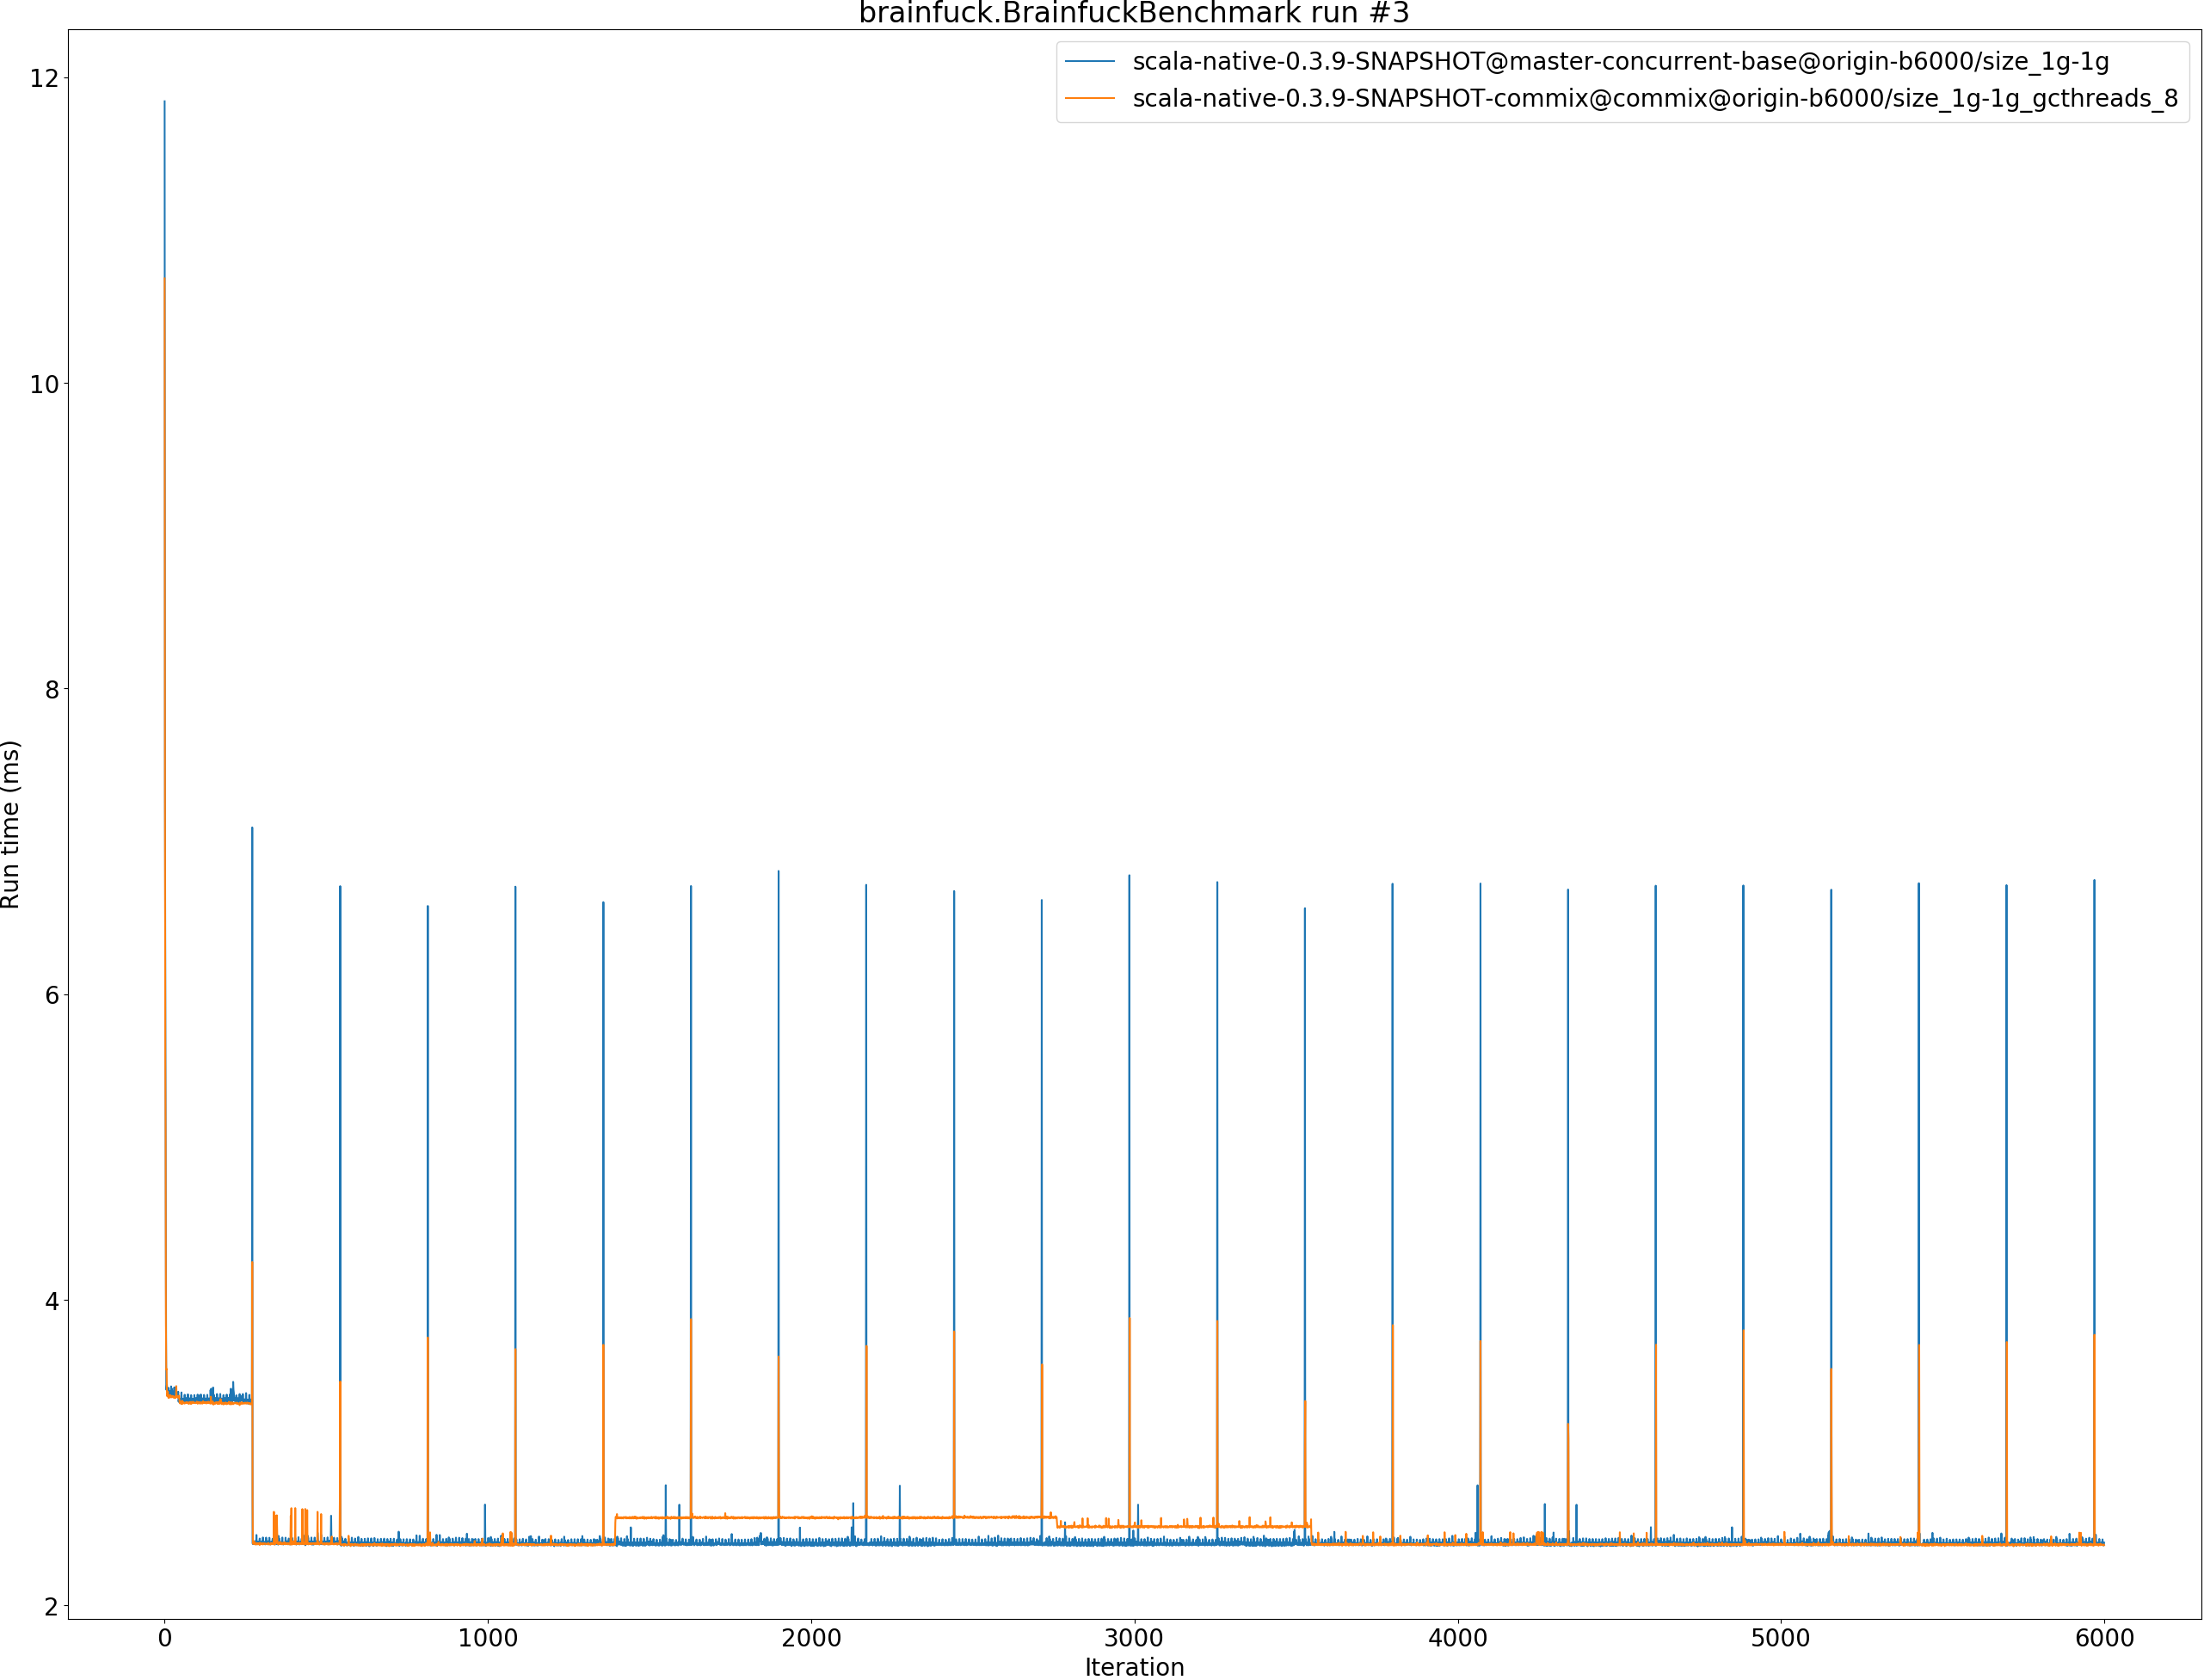 brainfuck.BrainfuckBenchmark run #3
scala-native-0.3.9-SNAPSHOT@master-concurrent-base@origin-b6000/size_1g-1g
scala-native-0.3.9-SNAPSHOT-commix@commix@origin-b6000/size_1g-1g_gcthreads_8
12
10
8
6
4
2
Run time (ms)
0 1000 2000 3000 4000 5000 6000
Iteration